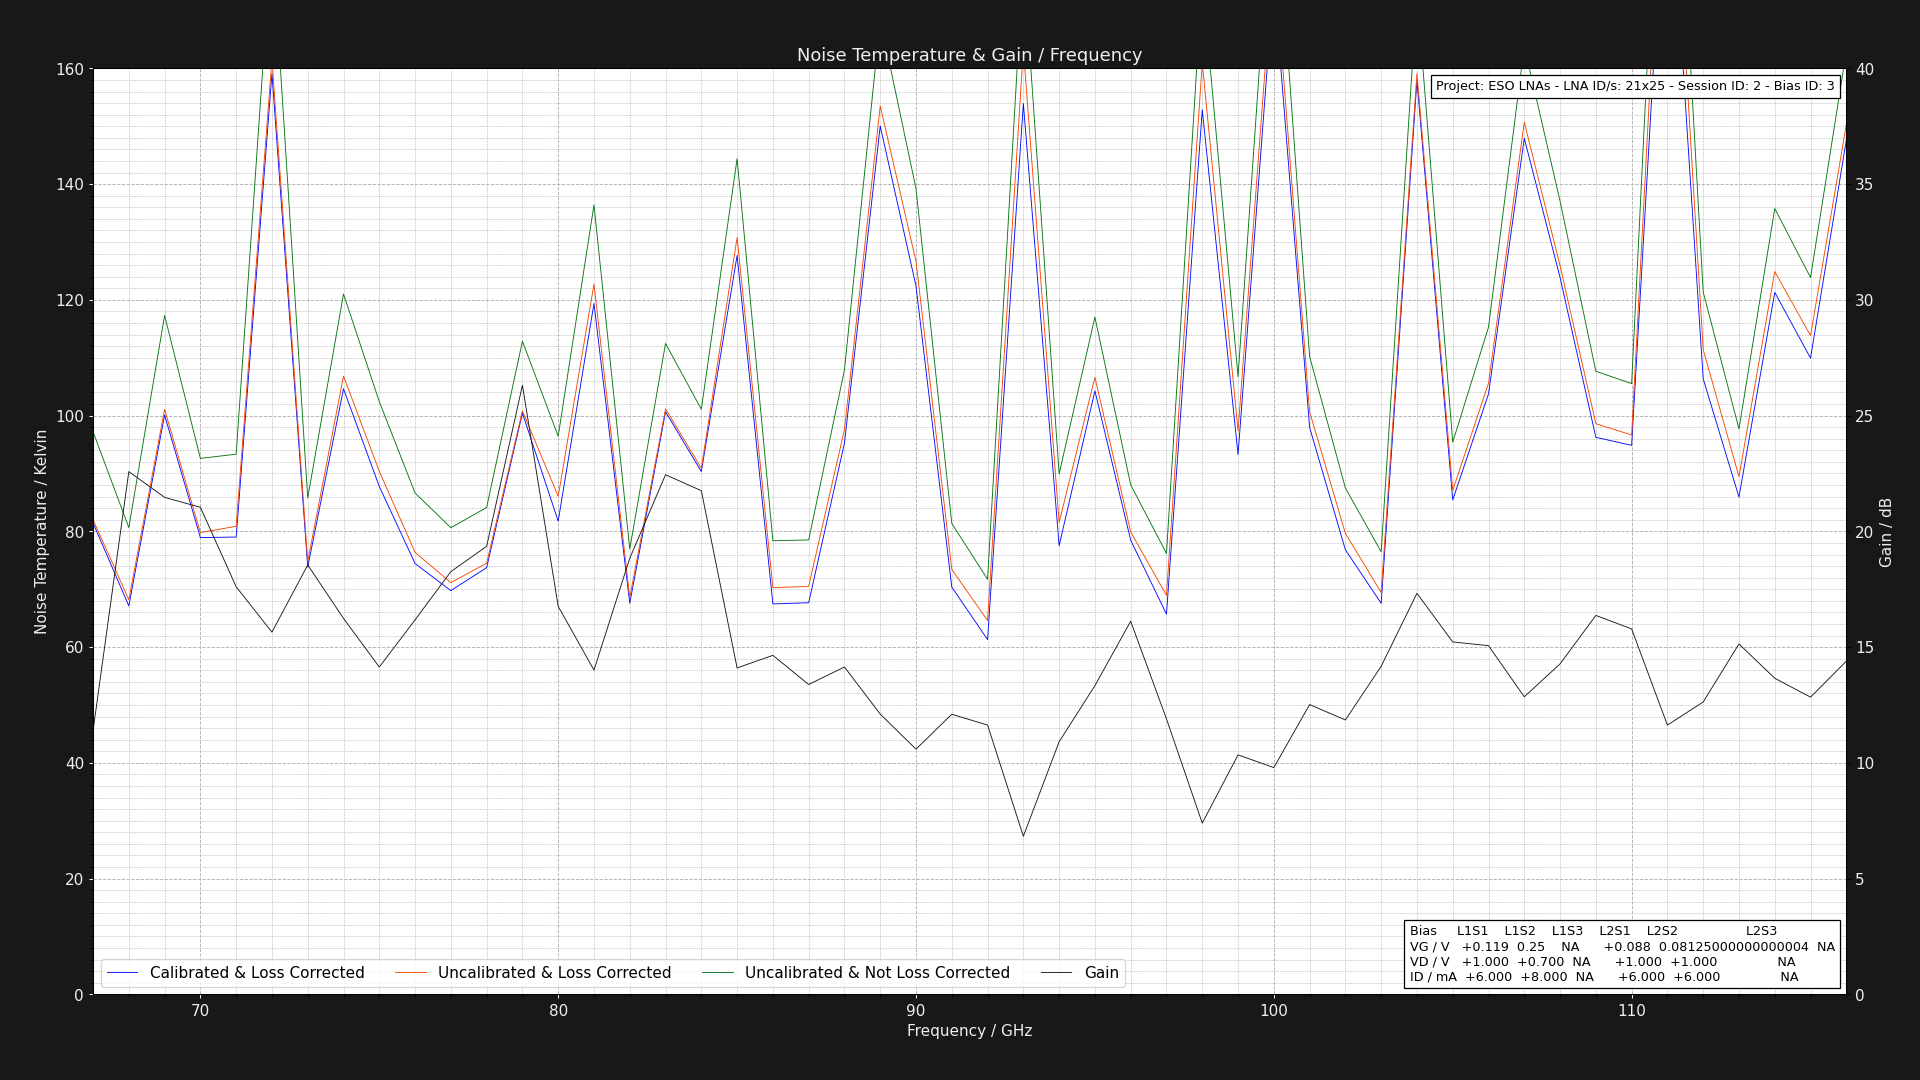 Noise Temperature & Gain / Frequency
Project: ESO LNAs - LNA ID/s: 21x25 - Session ID: 2 - Bias ID: 3
160
140
120
100
80
60
40
20
0
Noise Temperature / Kelvin
40
35
30
25
20
15
10
5
0
Gain / dB
Bias L1S1 L1S2 L1S3 L2S1 L2S2 L2S3
VG / V +0.119 0.25 NA +0.088 0.08125000000000004 NA
VD / V +1.000 +0.700 NA +1.000 +1.000 NA
ID / mA +6.000 +8.000 NA +6.000 +6.000 NA
Calibrated & Loss Corrected Uncalibrated & Loss Corrected Uncalibrated & Not Loss Corrected Gain
70 80 90 100 110
Frequency / GHz